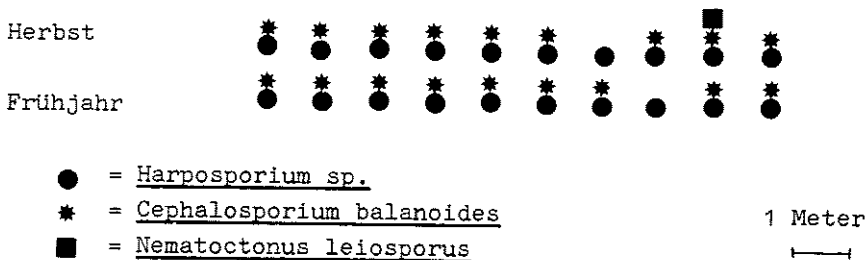 Herbst
Frühjahr
= Harposporium sp.
= Cephalosporium balanoides
1 Meter
= Nematoctonus leiosporus